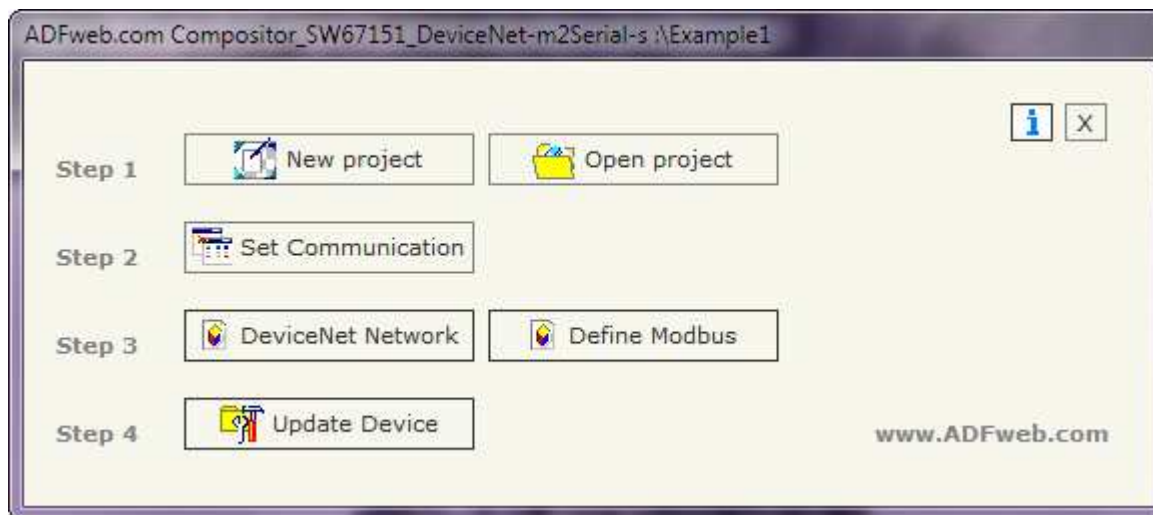 ADFweb.com Compositor_SW67151_DeviceNet-m2Serial-s :\Example1
i X
Step 1 New project Open project
Step 2 Set Communication
Step 3 DeviceNet Network Define Modbus
Step 4 Update Device
www.ADFweb.com